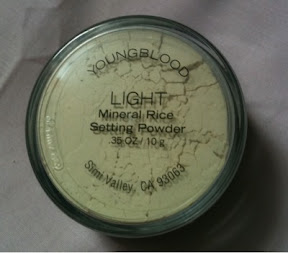 YOUNGBLOOD
LIGHT
Mineral Rice
Setting Powder
.35 OZ / 10 g
Simi Valley, CA 93063